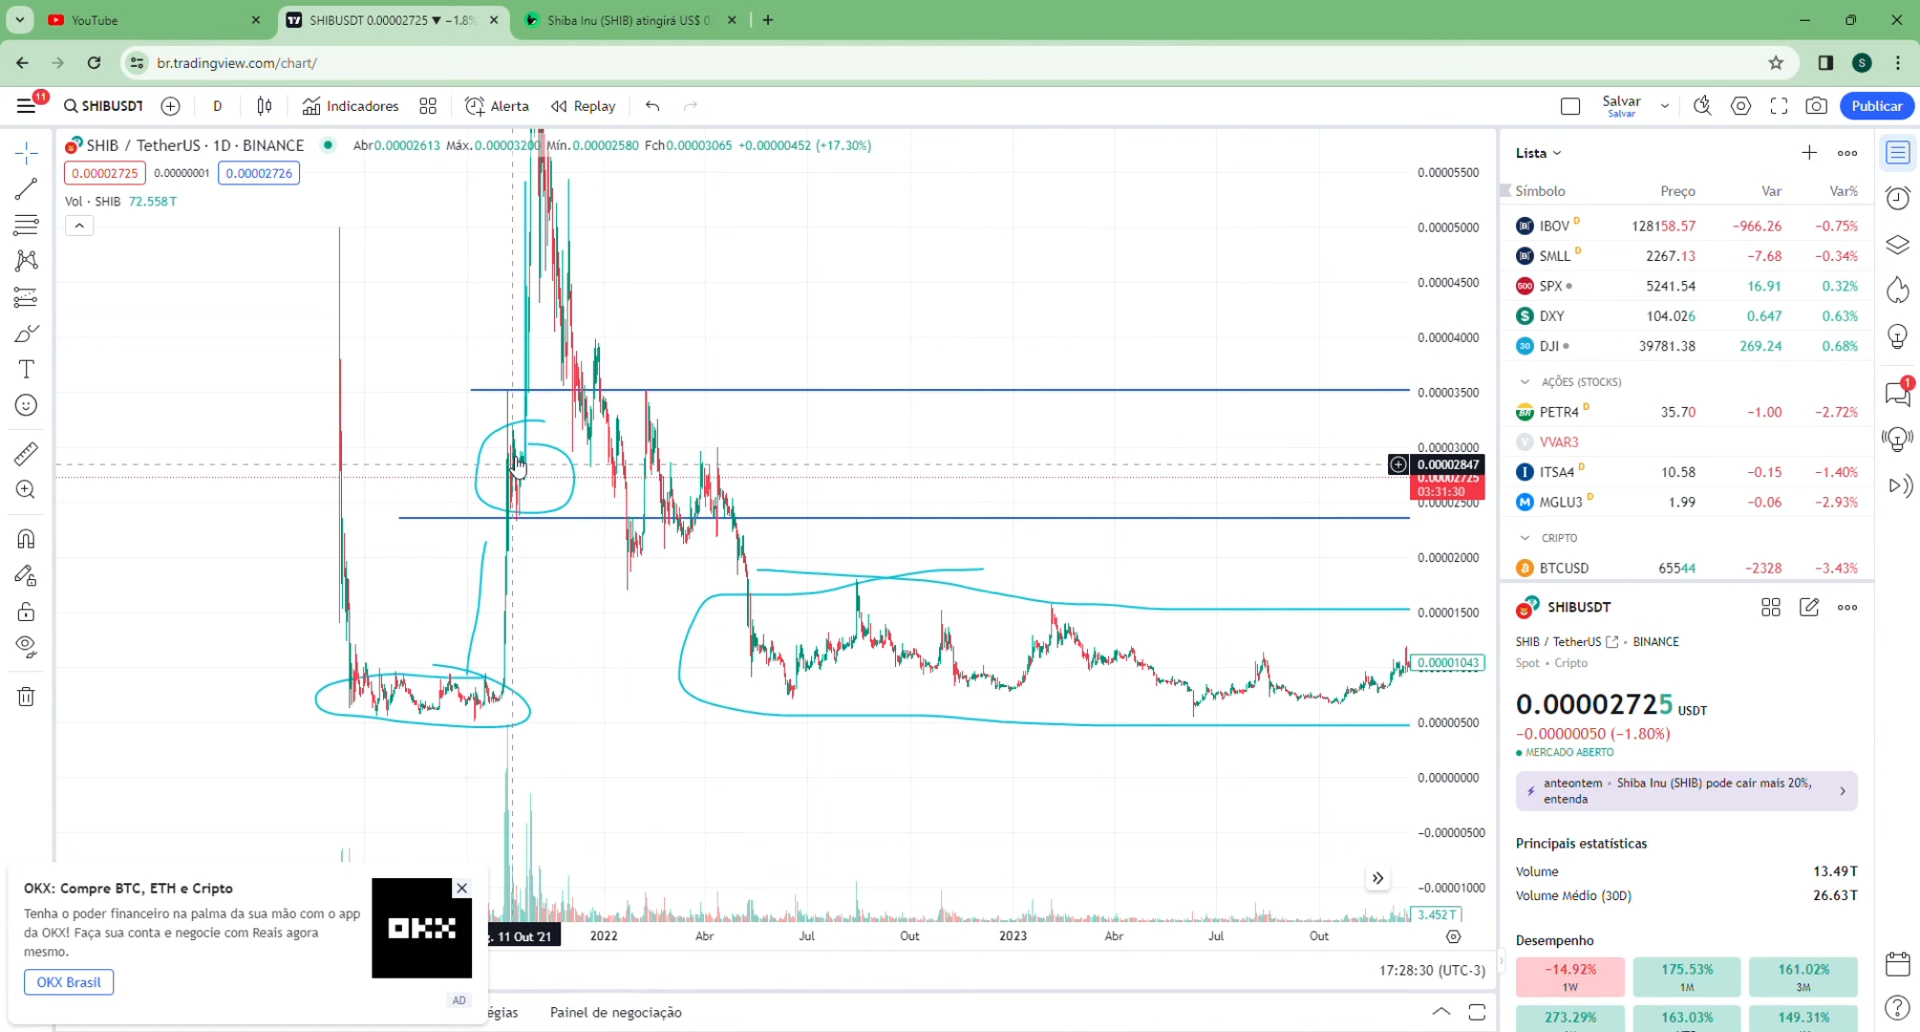 YouTube
SHIBUSDT 0.00002725 ▼ −1.8%
Shiba Inu (SHIB) atingirá US$ 0
br.tradingview.com/chart/
S
11
SHIBUSDT
D
Indicadores
Alerta
Replay
Salvar
Salvar
Publicar
SHIB / TetherUS · 1D · BINANCE
Abr0.00002613 Máx.0.00003200 Mín.0.00002580 Fch0.00003065 +0.00000452 (+17.30%)
0.00002725
0.00000001
0.00002726
Vol · SHIB 72.558T
0.00005500
0.00005000
0.00004500
0.00004000
0.00003500
0.00003000
0.00002847
0.00002725
03:31:30
0.00002500
0.00002000
0.00001500
0.00001043
0.00000500
0.00000000
−0.00000500
−0.00001000
3.452T
11 Out '21
2022
Abr
Jul
Out
2023
Abr
Jul
Out
17:28:30 (UTC-3)
OKX: Compre BTC, ETH e Cripto
Tenha o poder financeiro na palma da sua mão com o app
da OKX! Faça sua conta e negocie com Reais agora
mesmo.
OKX Brasil
OKX
AD
Painel de negociação
Lista
Símbolo Preço Var Var%
IBOV D 128158.57 −966.26 −0.75%
SMLL D 2267.13 −7.68 −0.34%
500 SPX 5241.54 16.91 0.32%
$ DXY 104.026 0.647 0.63%
30 DJI 39781.38 269.24 0.68%
AÇÕES (STOCKS)
BR PETR4 D 35.70 −1.00 −2.72%
V VVAR3
ITSA4 D 10.58 −0.15 −1.40%
M MGLU3 D 1.99 −0.06 −2.93%
CRIPTO
BTCUSD 65544 −2328 −3.43%
1
SHIBUSDT
SHIB / TetherUS · BINANCE
Spot · Cripto
0.00002725 USDT
−0.00000050 (−1.80%)
MERCADO ABERTO
anteontem · Shiba Inu (SHIB) pode cair mais 20%,
entenda
Principais estatísticas
Volume 13.49T
Volume Médio (30D) 26.63T
Desempenho
−14.92% 175.53% 161.02%
1W 1M 3M
273.29% 163.03% 149.31%